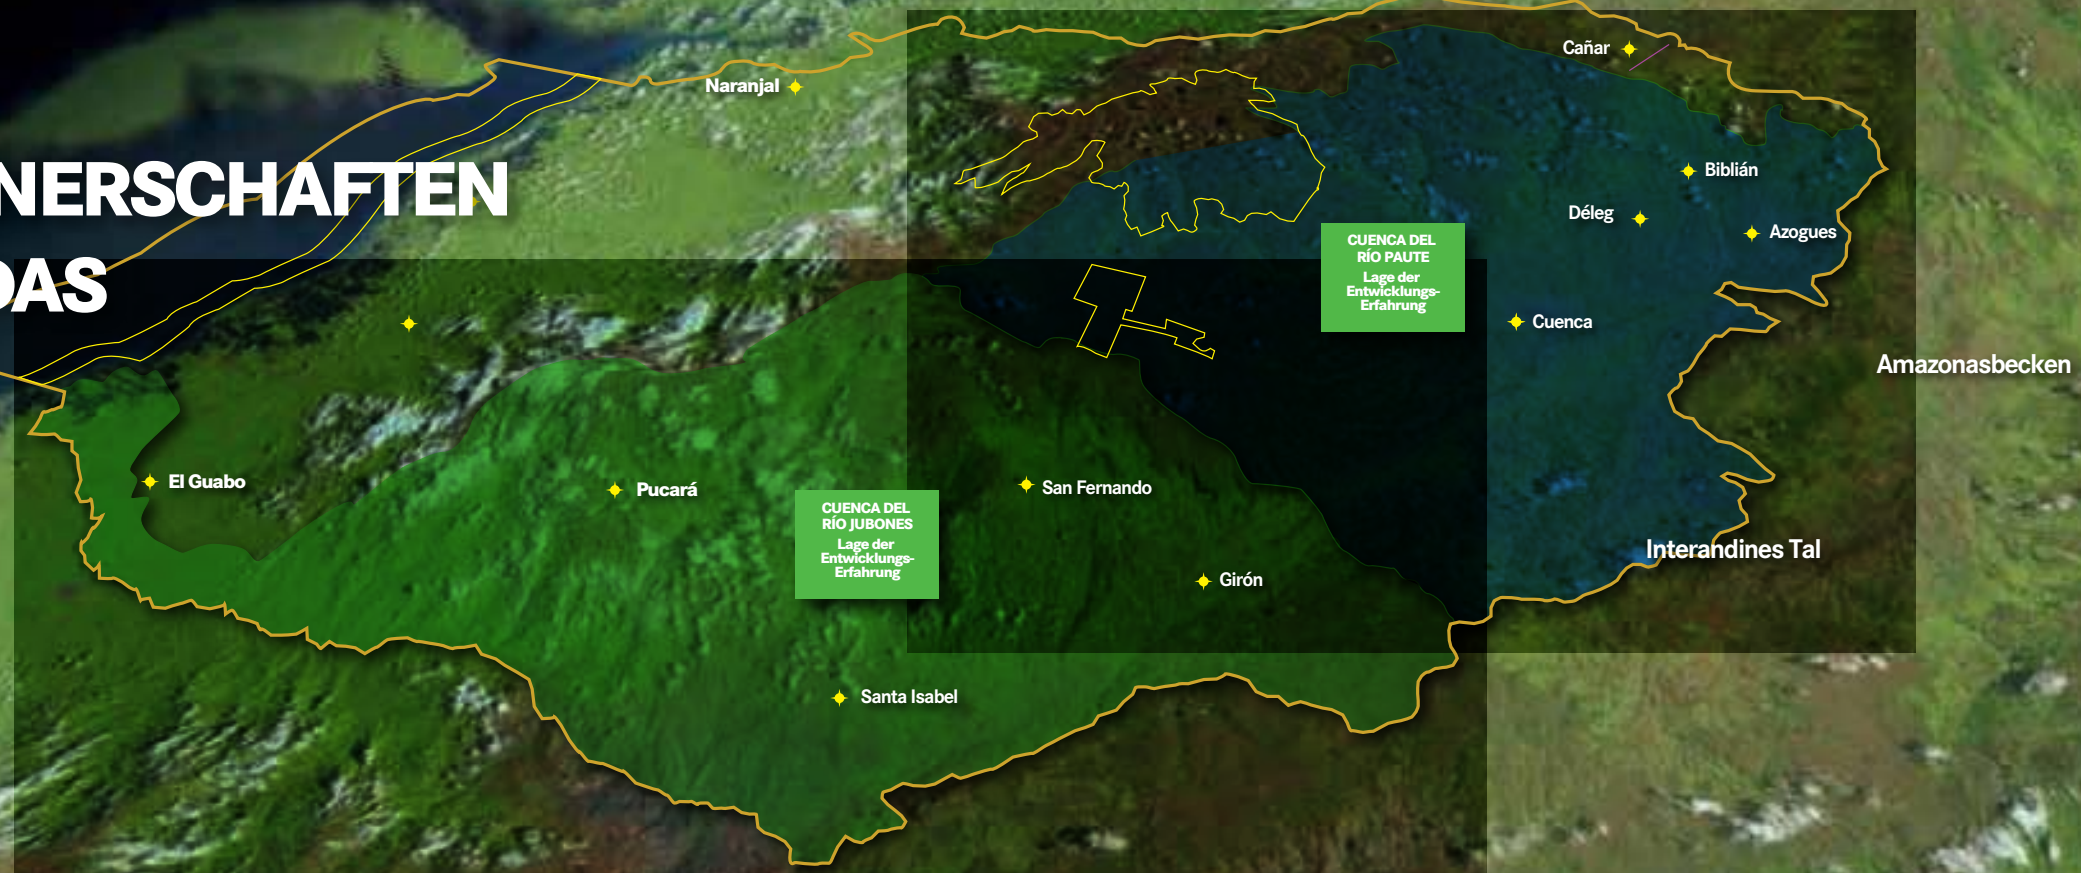 Cañar
Naranjal
NERSCHAFTEN
DAS
Biblián
Déleg
Azogues
CUENCA DEL
RÍO PAUTE
Lage der
Entwicklungs-
Erfahrung
Cuenca
Amazonasbecken
El Guabo
Pucará
San Fernando
CUENCA DEL
RÍO JUBONES
Lage der
Entwicklungs-
Erfahrung
Interandines Tal
Girón
Santa Isabel